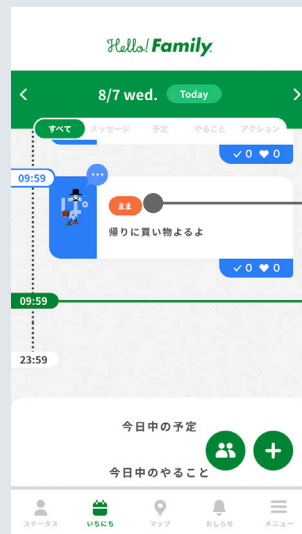 Hello! Family.
8/7 wed. Today
すべて メッセージ 予定 やること アクション
0 0
09:59
ぱ。
まま
帰りに買い物よるよ
0 0
09:59
23:59
今日中の予定
今日中のやること
ステータス いちにち マップ おしらせ メニュー